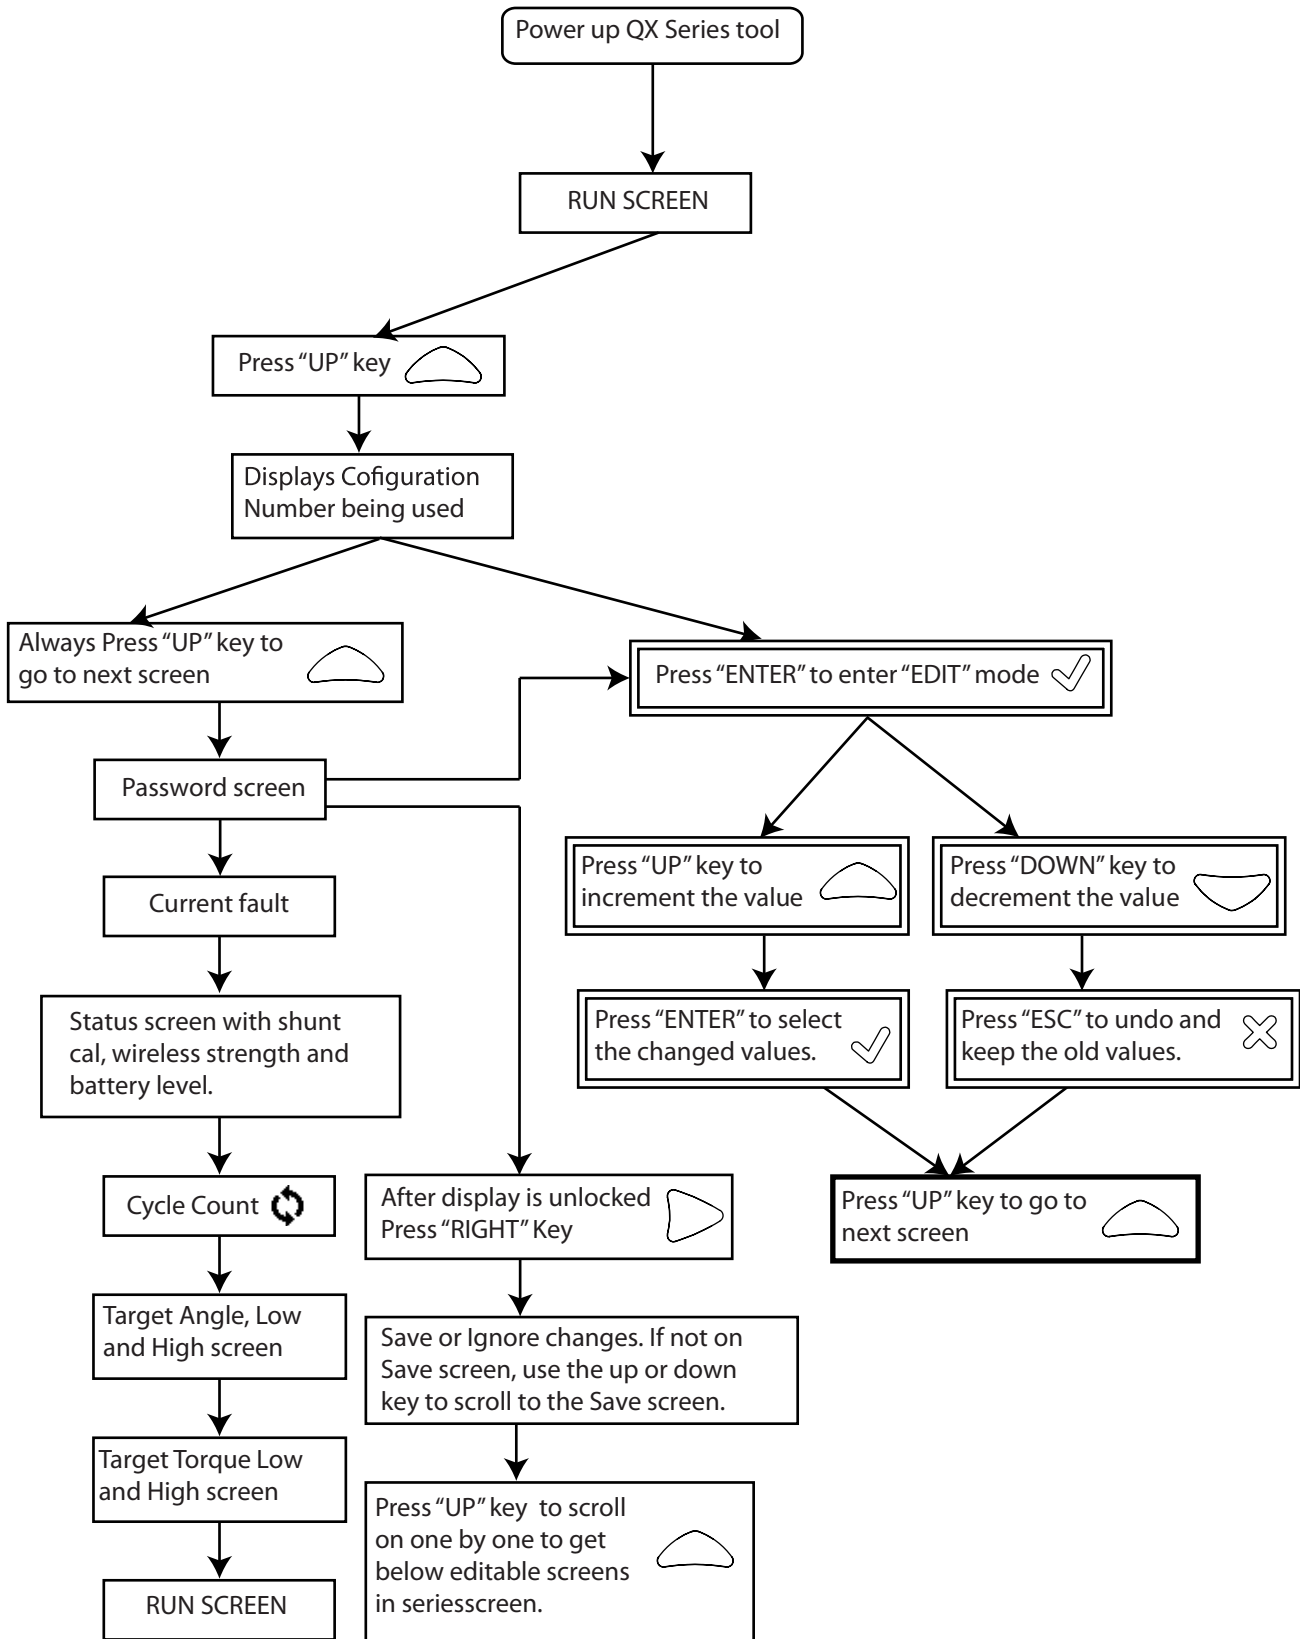 Power up QX Series tool
RUN SCREEN
Press “UP” key
Displays Cofiguration
Number being used
Always Press “UP” key to
go to next screen
Press “ENTER” to enter “EDIT” mode
Password screen
Press “UP” key to
increment the value
Press “DOWN” key to
decrement the value
Current fault
Status screen with shunt
cal, wireless strength and
battery level.
Press “ENTER” to select
the changed values.
Press “ESC” to undo and
keep the old values.
Cycle Count
After display is unlocked
Press “RIGHT” Key
Press “UP” key to go to
next screen
Target Angle, Low
and High screen
Save or Ignore changes. If not on
Save screen, use the up or down
key to scroll to the Save screen.
Target Torque Low
and High screen
Press “UP” key  to scroll
on one by one to get
below editable screens
in seriesscreen.
RUN SCREEN